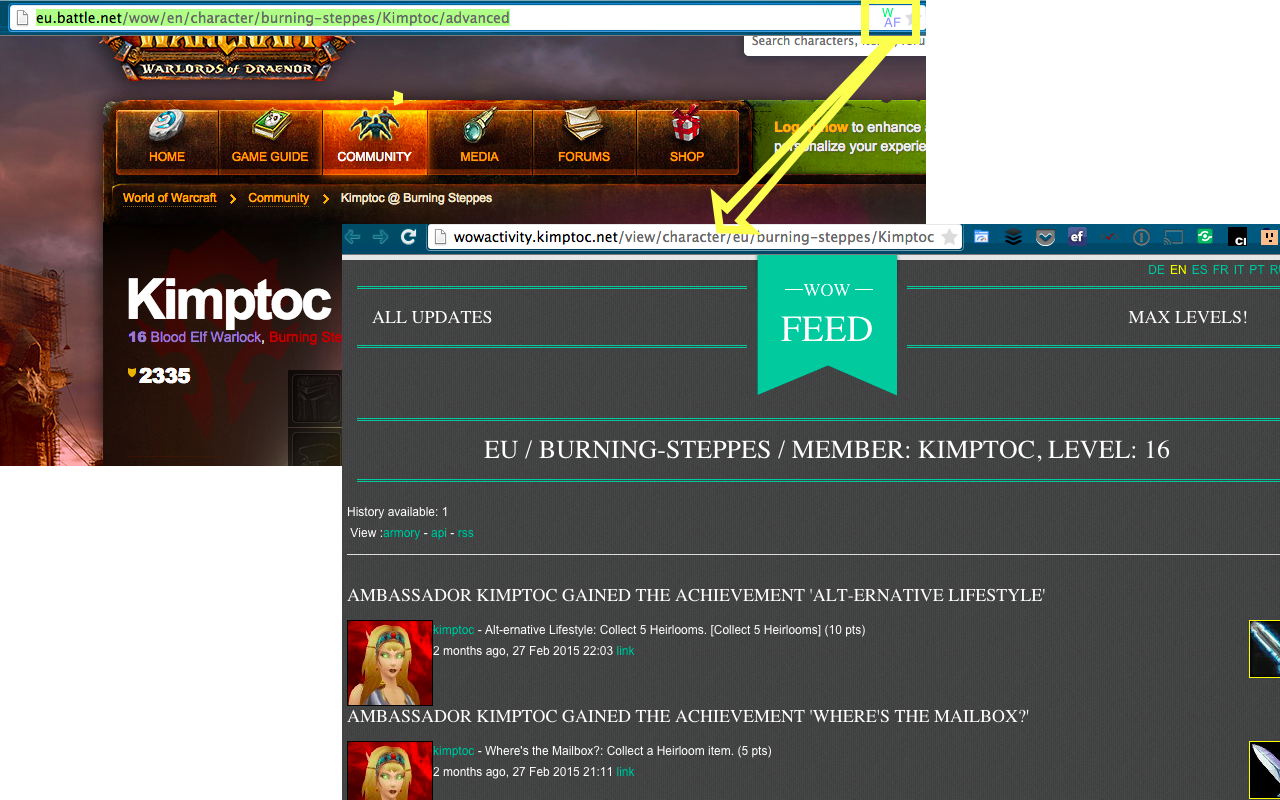 eu.battle.net/wow/en/character/burning-steppes/Kimptoc/advanced
W
AF
WARCRAFT
WARLORDS OF DRAENOR
Search characters,
HOME
GAME GUIDE
COMMUNITY
MEDIA
FORUMS
SHOP
Log in now to enhance
personalize your experie
World of Warcraft
Community
Kimptoc @ Burning Steppes
Kimptoc
16 Blood Elf Warlock, Burning Ste
2335
wowactivity.kimptoc.net/view/character/eu/burning-steppes/Kimptoc
ef
DE EN ES FR IT PT RU
WOW
FEED
ALL UPDATES
MAX LEVELS!
EU / BURNING-STEPPES / MEMBER: KIMPTOC, LEVEL: 16
History available: 1
View :armory - api - rss
AMBASSADOR KIMPTOC GAINED THE ACHIEVEMENT 'ALT-ERNATIVE LIFESTYLE'
kimptoc - Alt-ernative Lifestyle: Collect 5 Heirlooms. [Collect 5 Heirlooms] (10 pts)
2 months ago, 27 Feb 2015 22:03 link
AMBASSADOR KIMPTOC GAINED THE ACHIEVEMENT 'WHERE'S THE MAILBOX?'
kimptoc - Where's the Mailbox?: Collect a Heirloom item. (5 pts)
2 months ago, 27 Feb 2015 21:11 link